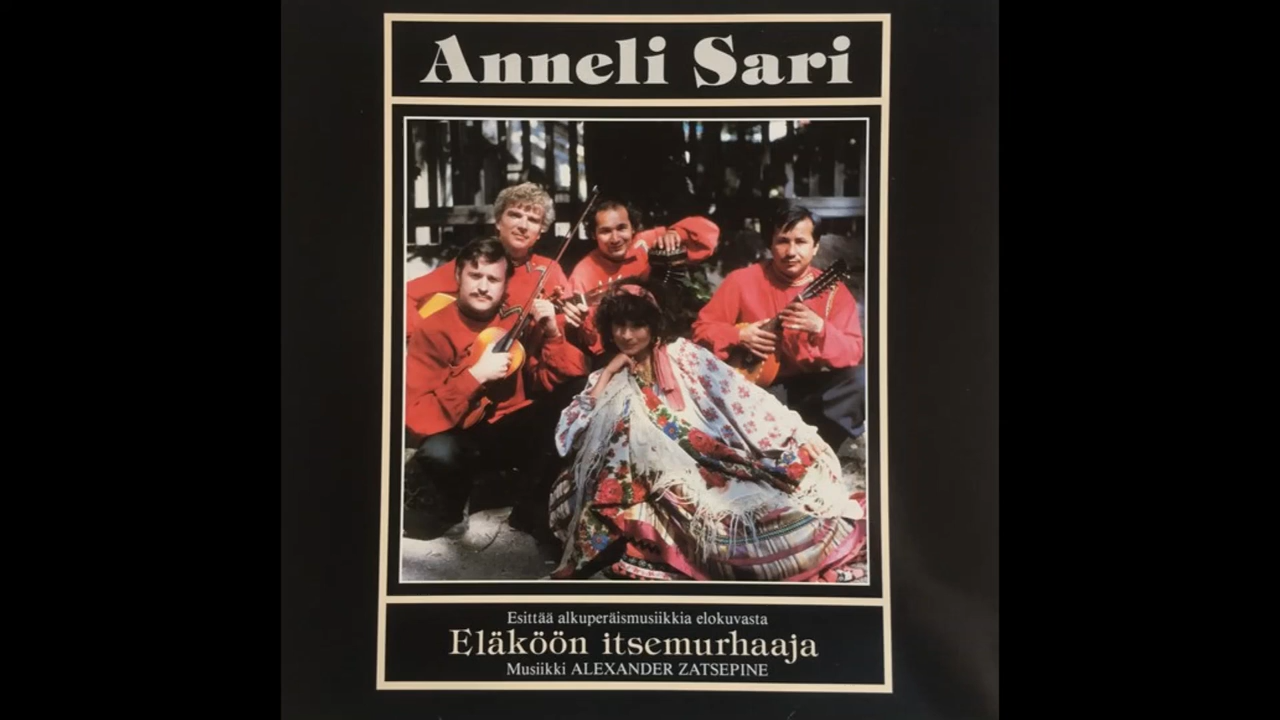 Anneli Sari
Esittää alkuperäismusiikkia elokuvasta
Eläköön itsemurhaaja
Musiikki ALEXANDER ZATSEPINE